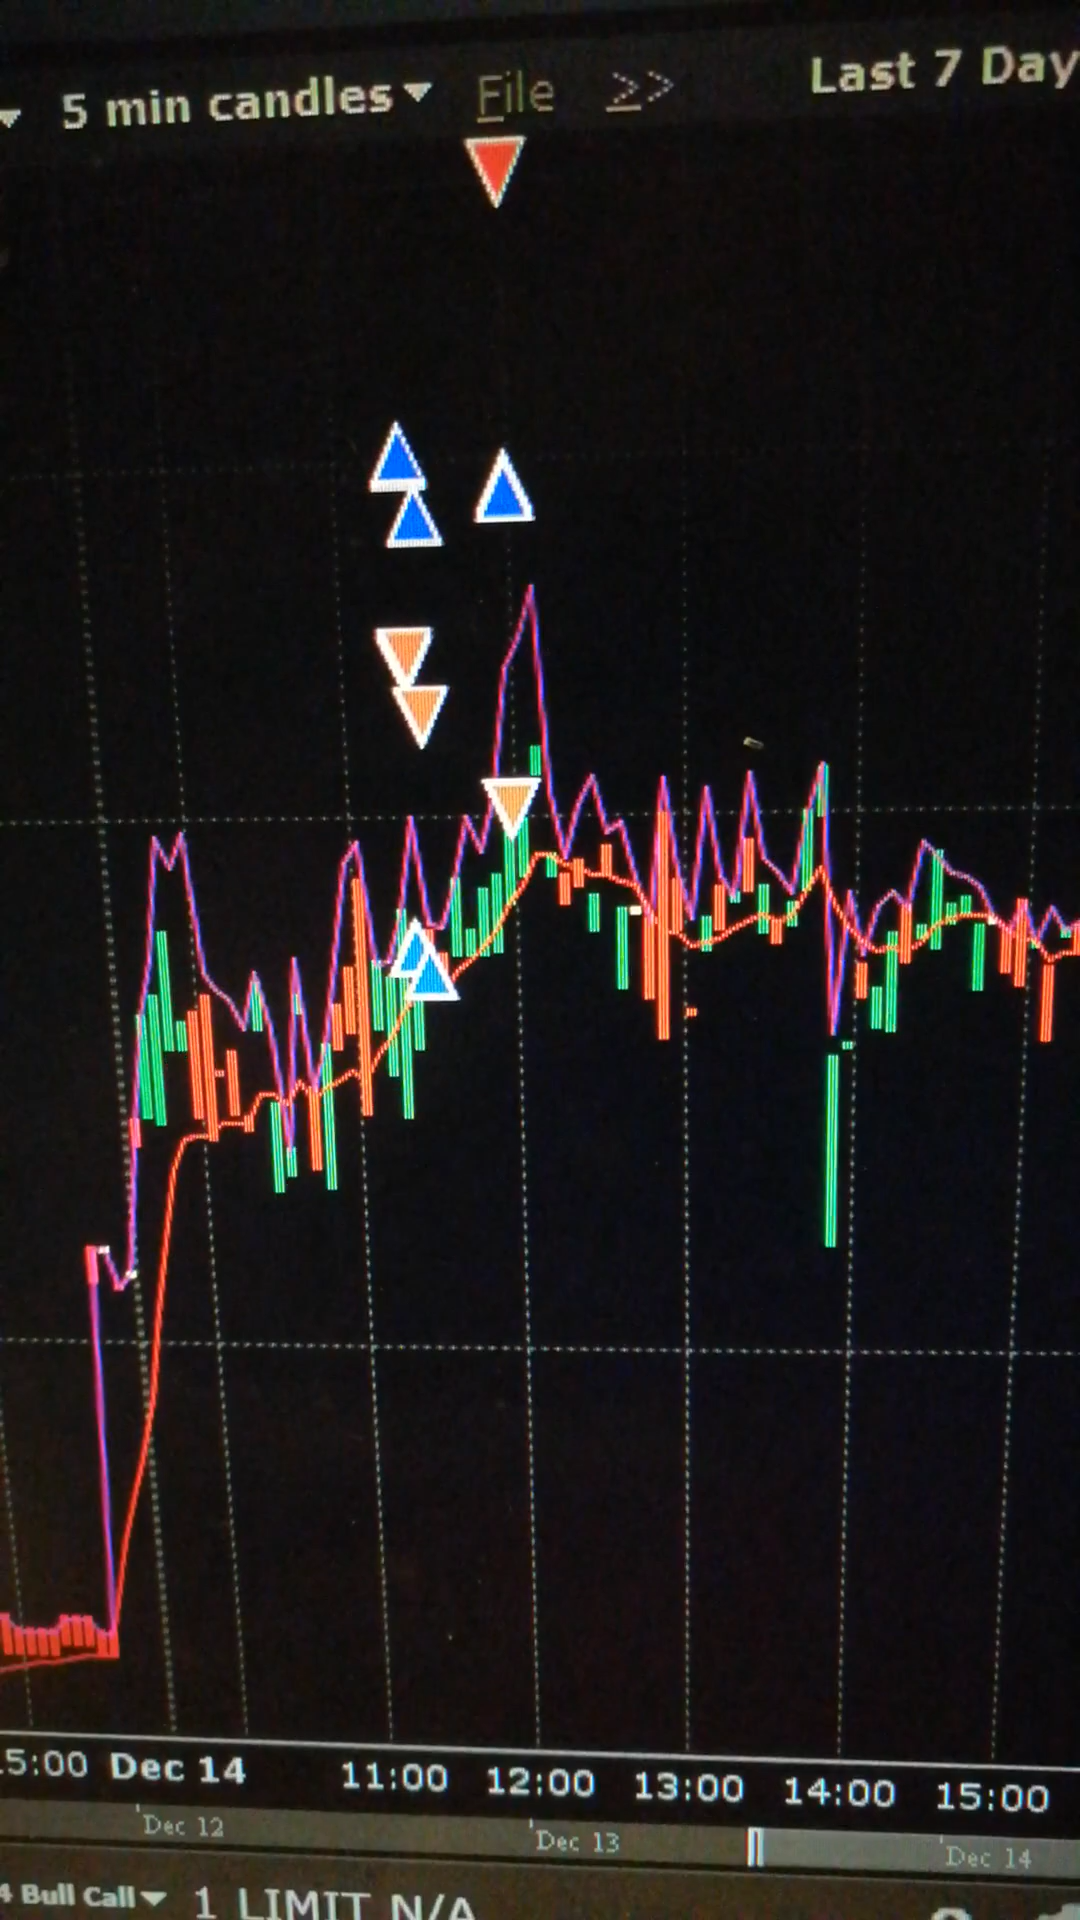 5 min candles File >> Last 7 Day
15:00 Dec 14 11:00 12:00 13:00 14:00 15:00
Dec 12 Dec 13 Dec 14
4 Bull Call 1 LIMIT N/A